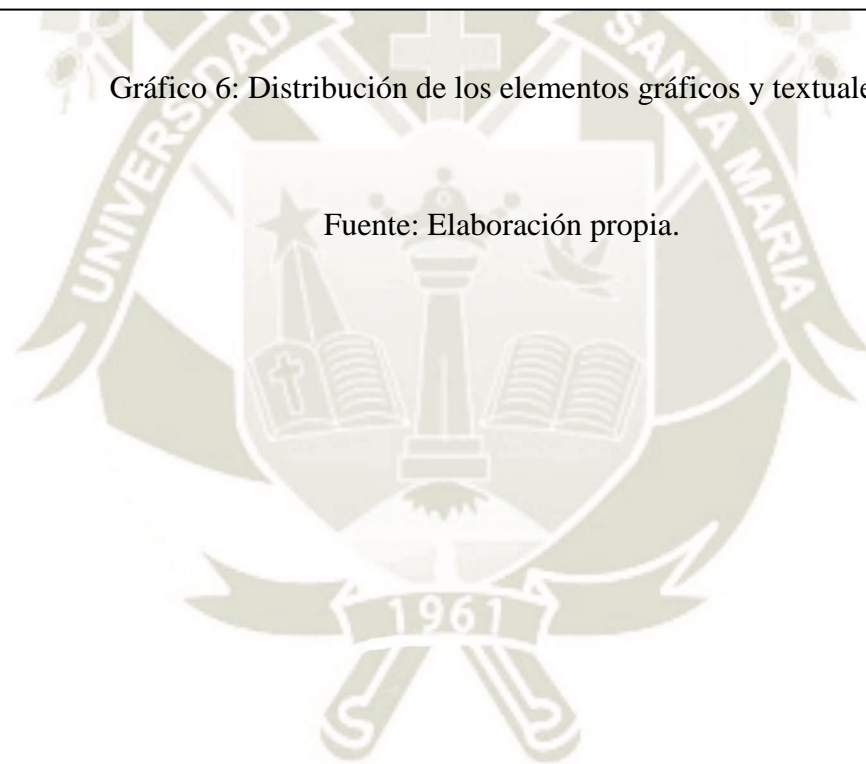 Gráfico 6: Distribución de los elementos gráficos y textuale
Fuente: Elaboración propia.
UNIVERSIDAD
SANTA MARIA
1961